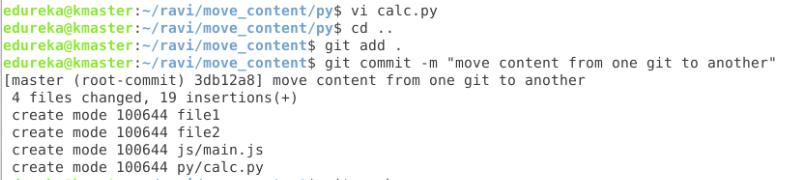 edureka@kmaster:~/ravi/move_content/py$ vi calc.py
edureka@kmaster:~/ravi/move_content/py$ cd ..
edureka@kmaster:~/ravi/move_content$ git add .
edureka@kmaster:~/ravi/move_content$ git commit -m "move content from one git to another"
[master (root-commit) 3db12a8] move content from one git to another
 4 files changed, 19 insertions(+)
 create mode 100644 file1
 create mode 100644 file2
 create mode 100644 js/main.js
 create mode 100644 py/calc.py